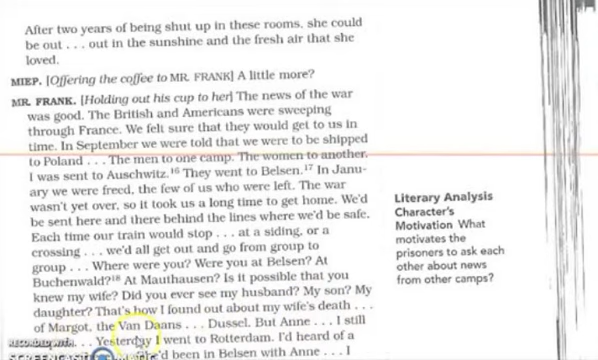 After two years of being shut up in these rooms, she could
be out . . . out in the sunshine and the fresh air that she
loved.
MIEP. [Offering the coffee to MR. FRANK] A little more?
MR. FRANK. [Holding out his cup to her] The news of the war
was good. The British and Americans were sweeping
through France. We felt sure that they would get to us in
time. In September we were told that we were to be shipped
to Poland . . . The men to one camp. The women to another.
I was sent to Auschwitz.16 They went to Belsen.17 In Janu-
ary we were freed, the few of us who were left. The war
wasn't yet over, so it took us a long time to get home. We'd
be sent here and there behind the lines where we'd be safe.
Each time our train would stop . . . at a siding, or a
crossing . . . we'd all get out and go from group to
group . . . Where were you? Were you at Belsen? At
Buchenwald?18 At Mauthausen? Is it possible that you
knew my wife? Did you ever see my husband? My son? My
daughter? That's how I found out about my wife's death . . .
of Margot, the Van Daans . . . Dussel. But Anne . . . I still
. . . Yesterday I went to Rotterdam. I'd heard of a
'd been in Belsen with Anne . . . I
Literary Analysis
Character's
Motivation What
motivates the
prisoners to ask each
other about news
from other camps?
RECORDED WITH